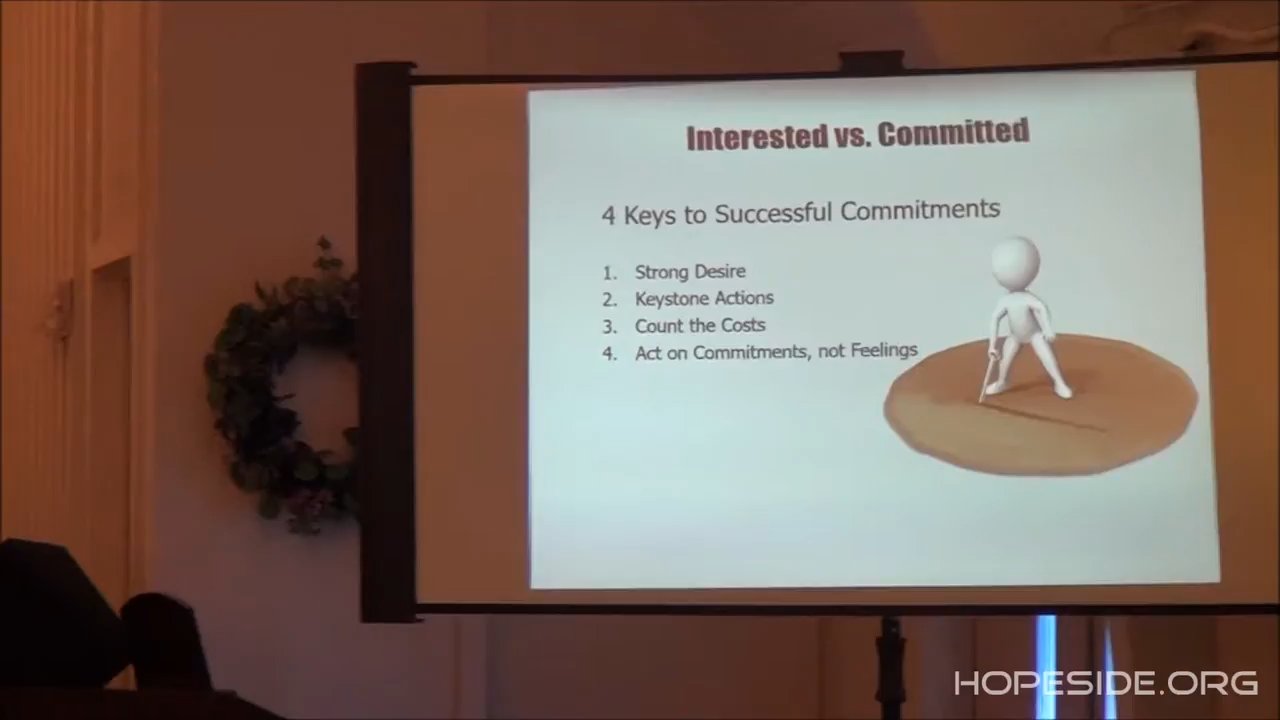 Interested vs. Committed
4 Keys to Successful Commitments
1. Strong Desire
2. Keystone Actions
3. Count the Costs
4. Act on Commitments, not Feelings
HOPESIDE.ORG